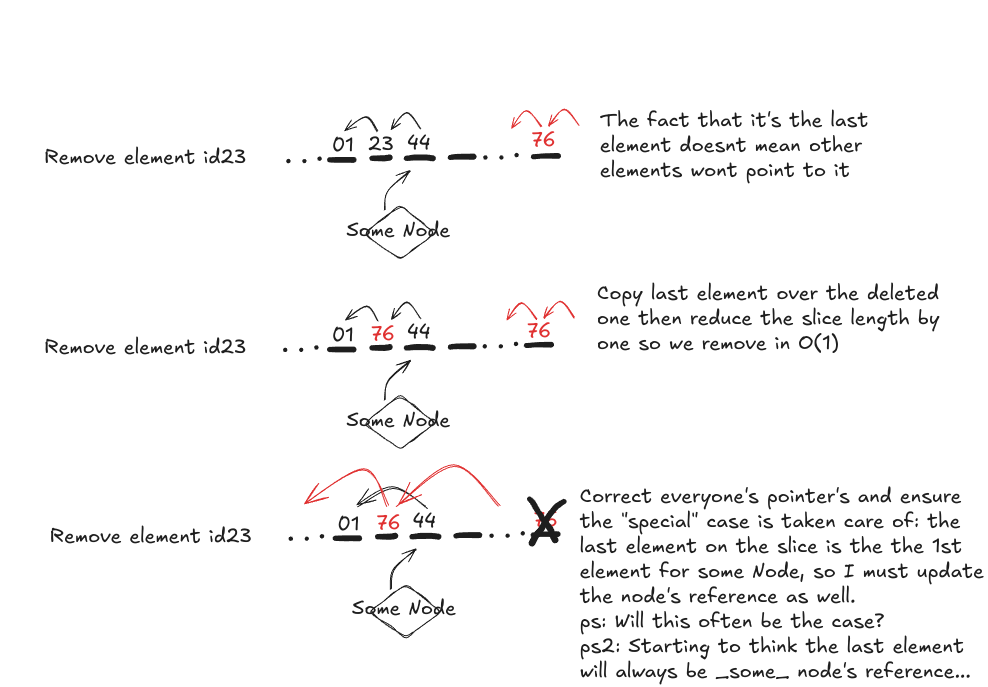 The fact that it's the last
element doesnt mean other
elements wont point to it
Remove element id23
01 23 44 76
Some Node
Copy last element over the deleted
one then reduce the slice length by
one so we remove in O(1)
Remove element id23
01 76 44 76
Some Node
Correct everyone's pointer's and ensure
the "special" case is taken care of: the
last element on the slice is the the 1st
element for some Node, so I must update
the node's reference as well.
ps: Will this often be the case?
ps2: Starting to think the last element
will always be _some_ node's reference...
Remove element id23
01 76 44
Some Node